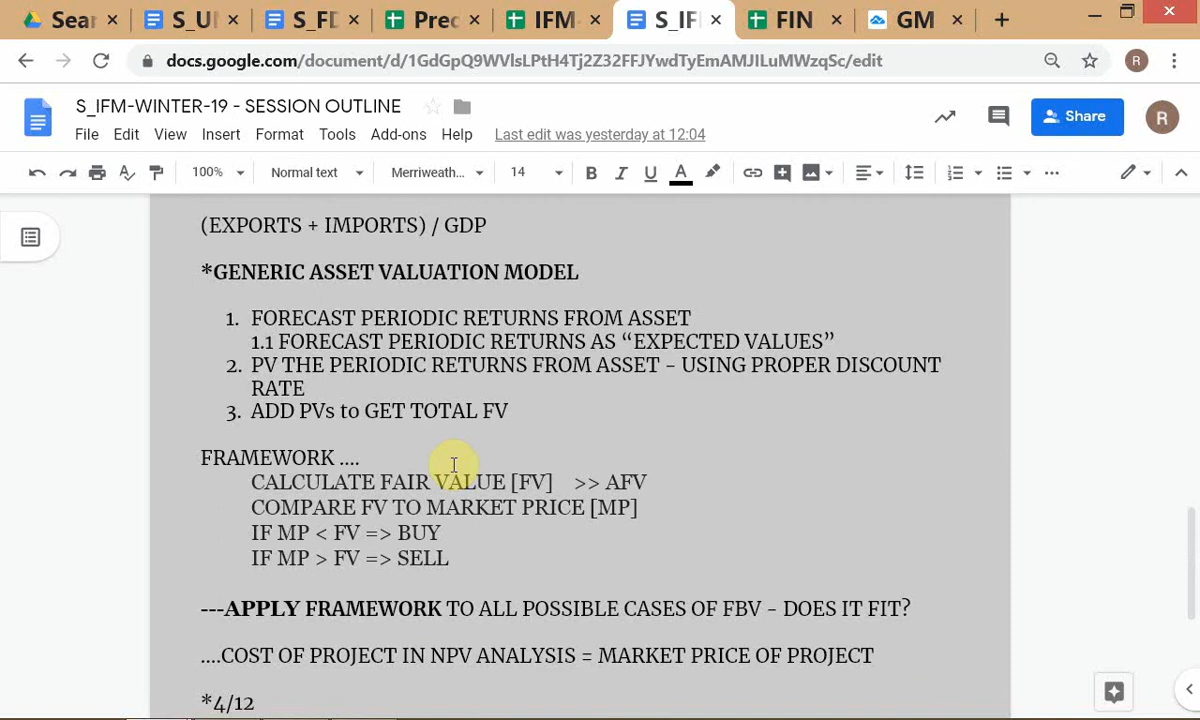 Sear
S_UI
S_FD
Prec
IFM-
S_IFI
FIN
GM
docs.google.com/document/d/1GdGpQ9WVlsLPtH4Tj2Z32FFJYwdTyEmAMJILuMWzqSc/edit
R
S_IFM-WINTER-19 - SESSION OUTLINE
File Edit View Insert Format Tools Add-ons Help Last edit was yesterday at 12:04
Share
R
100% Normal text Merriweath... 14 B I U A
(EXPORTS + IMPORTS) / GDP
*GENERIC ASSET VALUATION MODEL
1. FORECAST PERIODIC RETURNS FROM ASSET
1.1 FORECAST PERIODIC RETURNS AS “EXPECTED VALUES”
2. PV THE PERIODIC RETURNS FROM ASSET - USING PROPER DISCOUNT
RATE
3. ADD PVs to GET TOTAL FV
FRAMEWORK ....
CALCULATE FAIR VALUE [FV] >> AFV
COMPARE FV TO MARKET PRICE [MP]
IF MP < FV => BUY
IF MP > FV => SELL
---APPLY FRAMEWORK TO ALL POSSIBLE CASES OF FBV - DOES IT FIT?
....COST OF PROJECT IN NPV ANALYSIS = MARKET PRICE OF PROJECT
*4/12